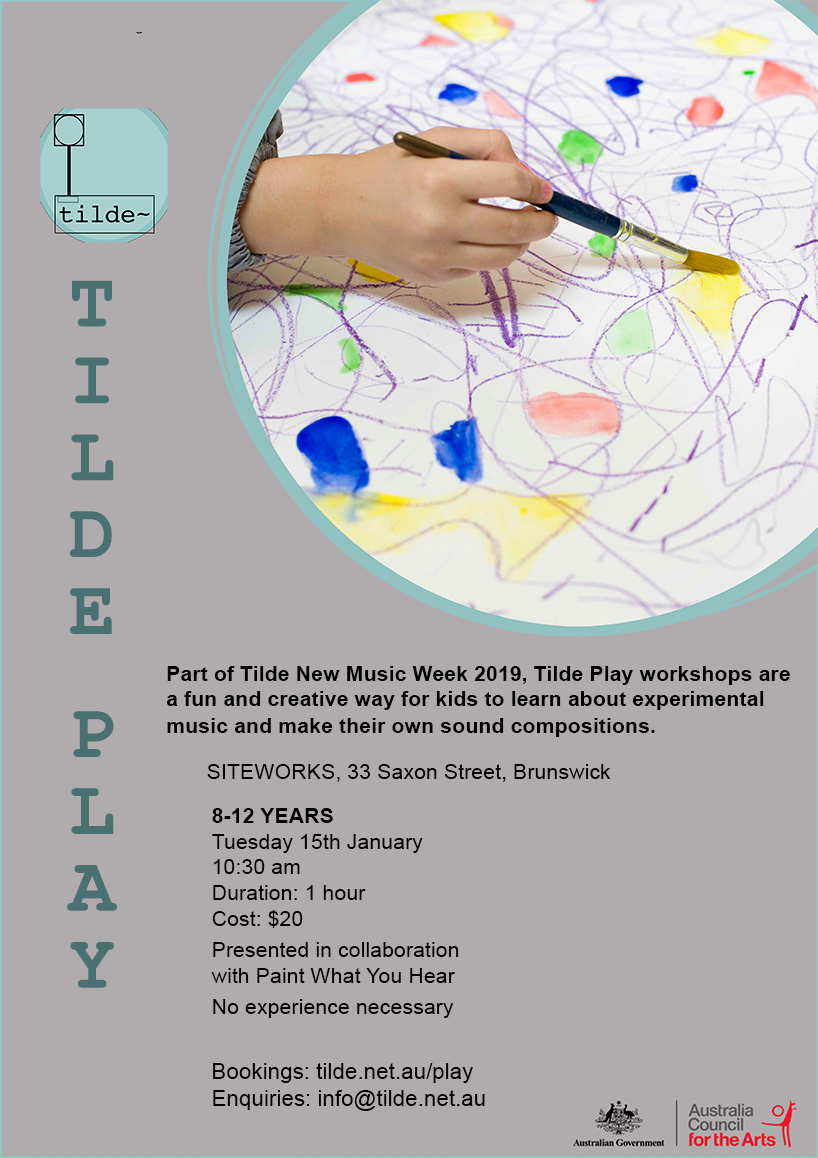 tilde~
TILDE PLAY
Part of Tilde New Music Week 2019, Tilde Play workshops are
a fun and creative way for kids to learn about experimental
music and make their own sound compositions.
SITEWORKS, 33 Saxon Street, Brunswick
8-12 YEARS
Tuesday 15th January
10:30 am
Duration: 1 hour
Cost: $20
Presented in collaboration
with Paint What You Hear
No experience necessary
Bookings: tilde.net.au/play
Enquiries: info@tilde.net.au
Australian Government
Australia
Council
for the Arts